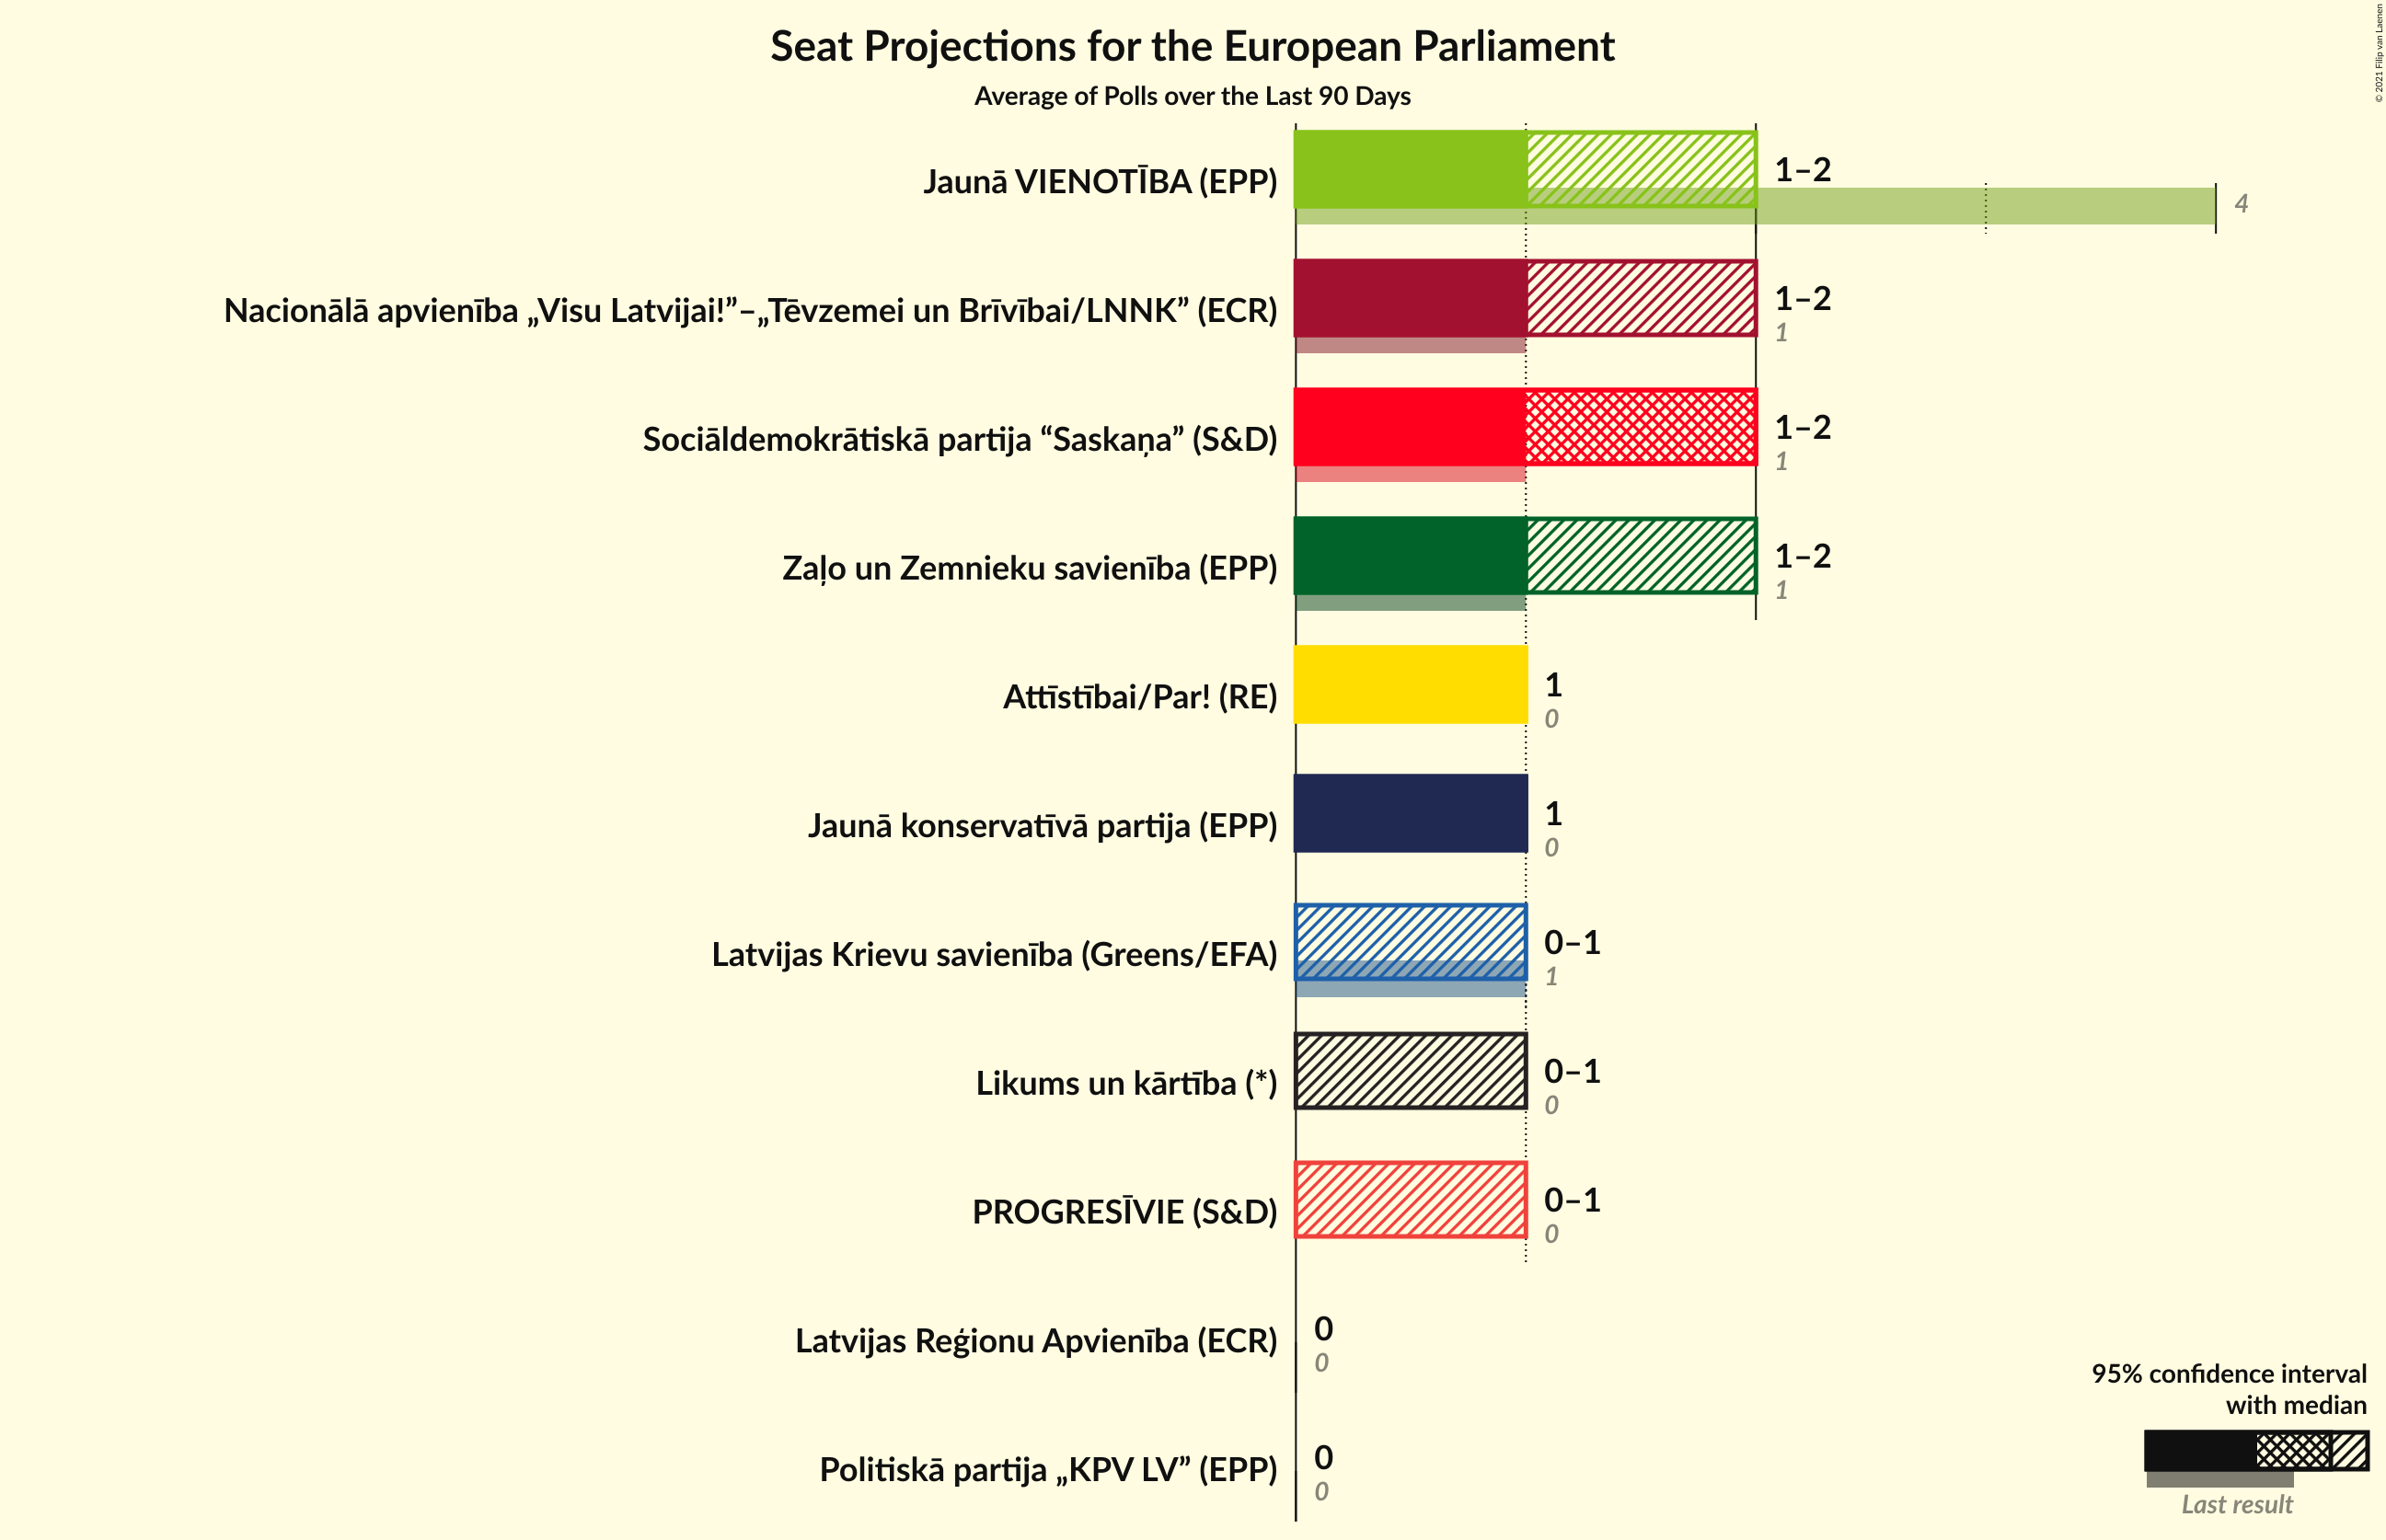 Seat Projections for the European Parliament
Average of Polls over the Last 90 Days
© 2021 Filip van Laenen
Jaunā VIENOTĪBA (EPP)
1–2
4
Nacionālā apvienība „Visu Latvijai!”–„Tēvzemei un Brīvībai/LNNK” (ECR)
1–2
1
Sociāldemokrātiskā partija “Saskaņa” (S&D)
1–2
1
Zaļo un Zemnieku savienība (EPP)
1–2
1
Attīstībai/Par! (RE)
1
0
Jaunā konservatīvā partija (EPP)
1
0
Latvijas Krievu savienība (Greens/EFA)
0–1
1
Likums un kārtība (*)
0–1
0
PROGRESĪVIE (S&D)
0–1
0
Latvijas Reģionu Apvienība (ECR)
0
0
Politiskā partija „KPV LV” (EPP)
0
0
95% confidence interval
with median
Last result